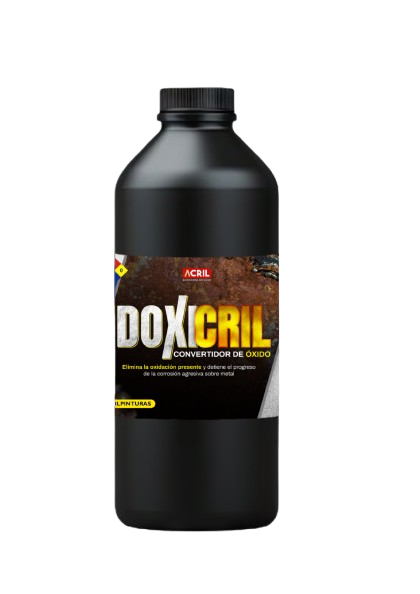 ACRIL
0
DOXICRIL
CONVERTIDOR DE ÓXIDO
Elimina la oxidación presente y detiene el progreso
de la corrosión agresiva sobre metal
ILPINTURAS